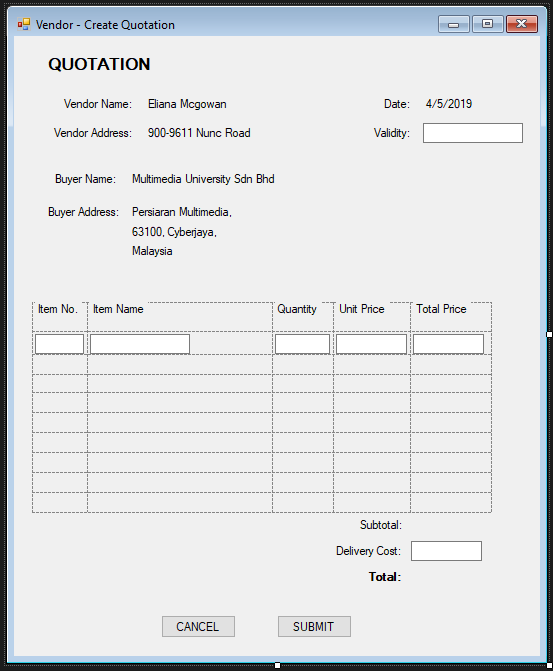 Vendor - Create Quotation
QUOTATION
Vendor Name: Eliana Mcgowan Date: 4/5/2019
Vendor Address: 900-9611 Nunc Road Validity:
Buyer Name: Multimedia University Sdn Bhd
Buyer Address: Persiaran Multimedia,
63100, Cyberjaya,
Malaysia
Item No. Item Name Quantity Unit Price Total Price
Subtotal:
Delivery Cost:
Total:
CANCEL SUBMIT